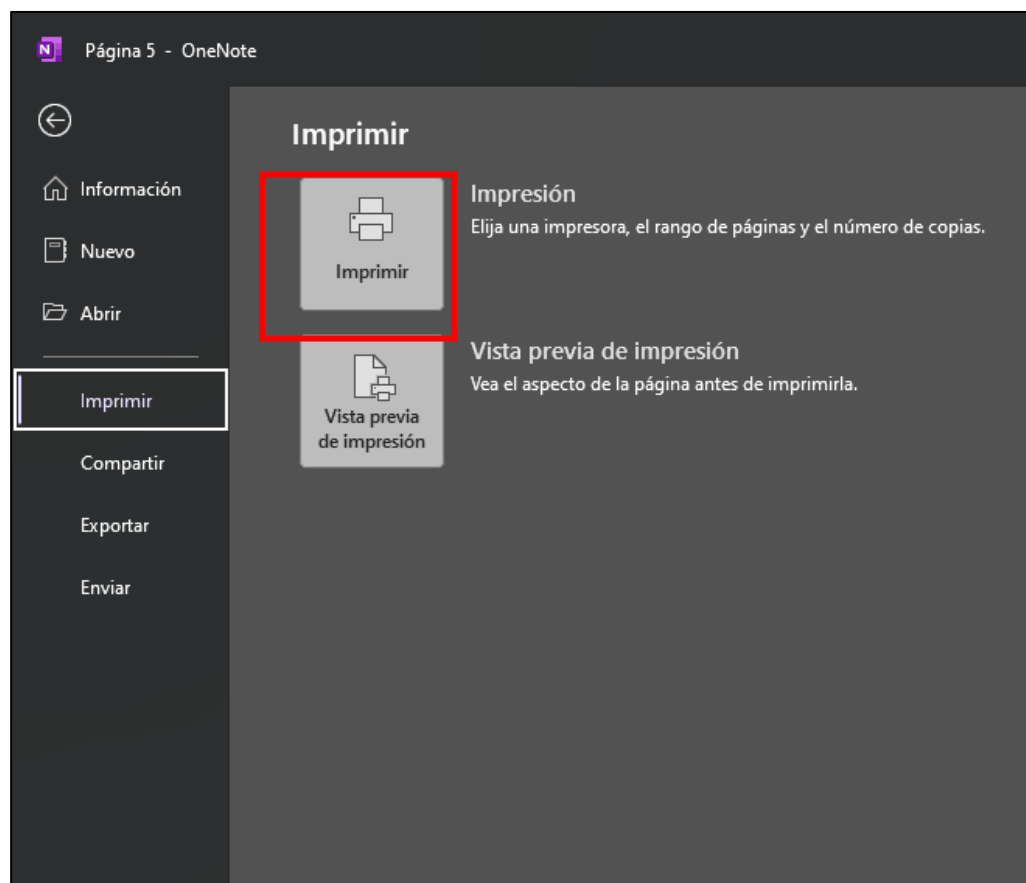 Página 5 - OneNote
Información
Nuevo
Abrir
Imprimir
Compartir
Exportar
Enviar
Imprimir
Imprimir
Impresión
Elija una impresora, el rango de páginas y el número de copias.
Vista previa
de impresión
Vista previa de impresión
Vea el aspecto de la página antes de imprimirla.